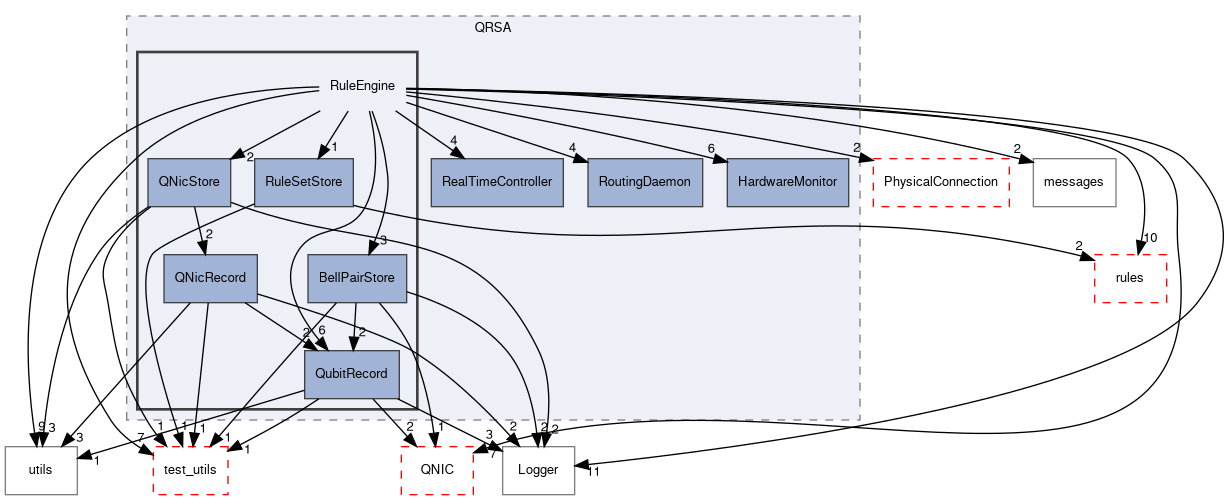 QRSA
RuleEngine
2
1
4
4
6
2
2
QNicStore
RuleSetStore
RealTimeController
RoutingDaemon
HardwareMonitor
PhysicalConnection
messages
2
3
2
10
QNicRecord
BellPairStore
rules
2
6
2
QubitRecord
9
3
3
1
7
1
1
1
1
1
2
1
7
2
3
2
2
11
utils
test_utils
QNIC
Logger